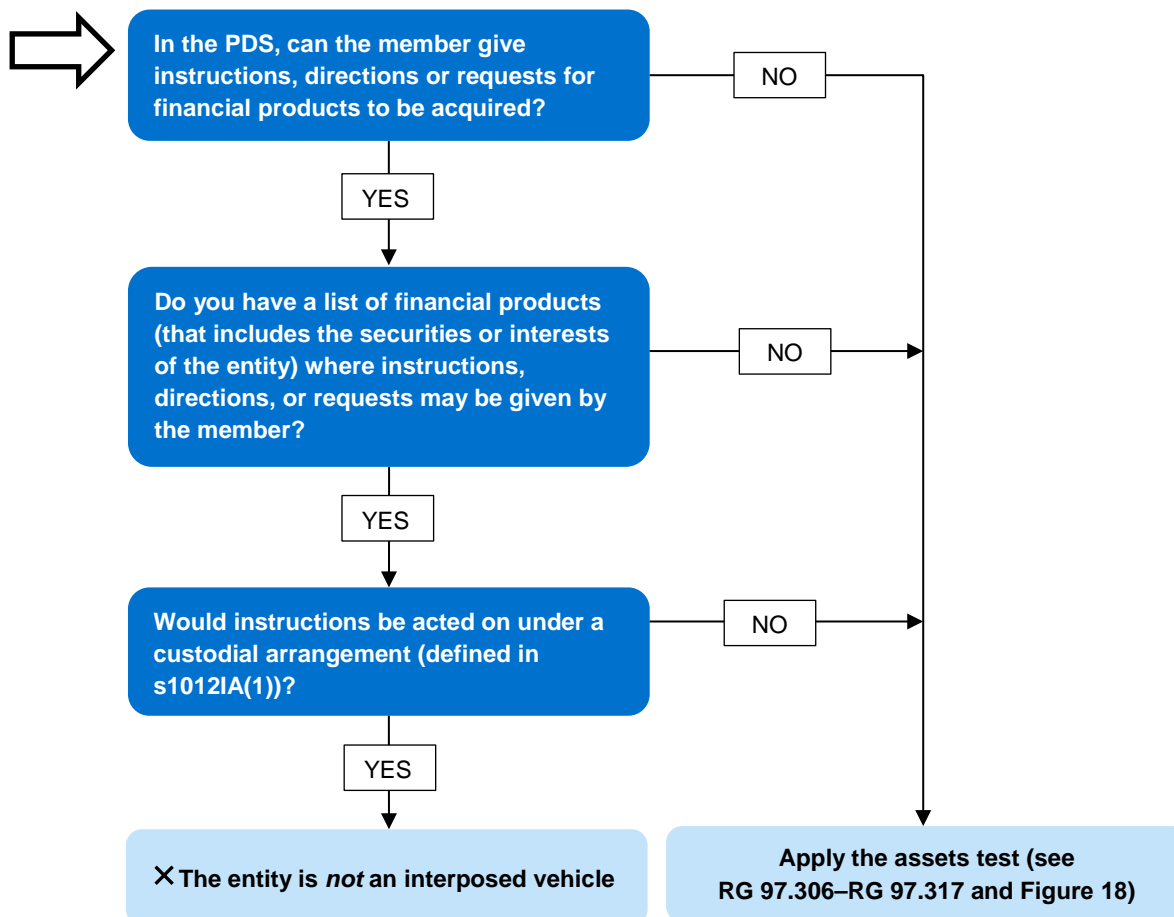 In the PDS, can the member give
instructions, directions or requests for
financial products to be acquired?
NO
YES
Do you have a list of financial products
(that includes the securities or interests
of the entity) where instructions,
directions, or requests may be given by
the member?
NO
YES
Would instructions be acted on under a
custodial arrangement (defined in
s1012IA(1))?
NO
YES
× The entity is not an interposed vehicle
Apply the assets test (see
RG 97.306–RG 97.317 and Figure 18)